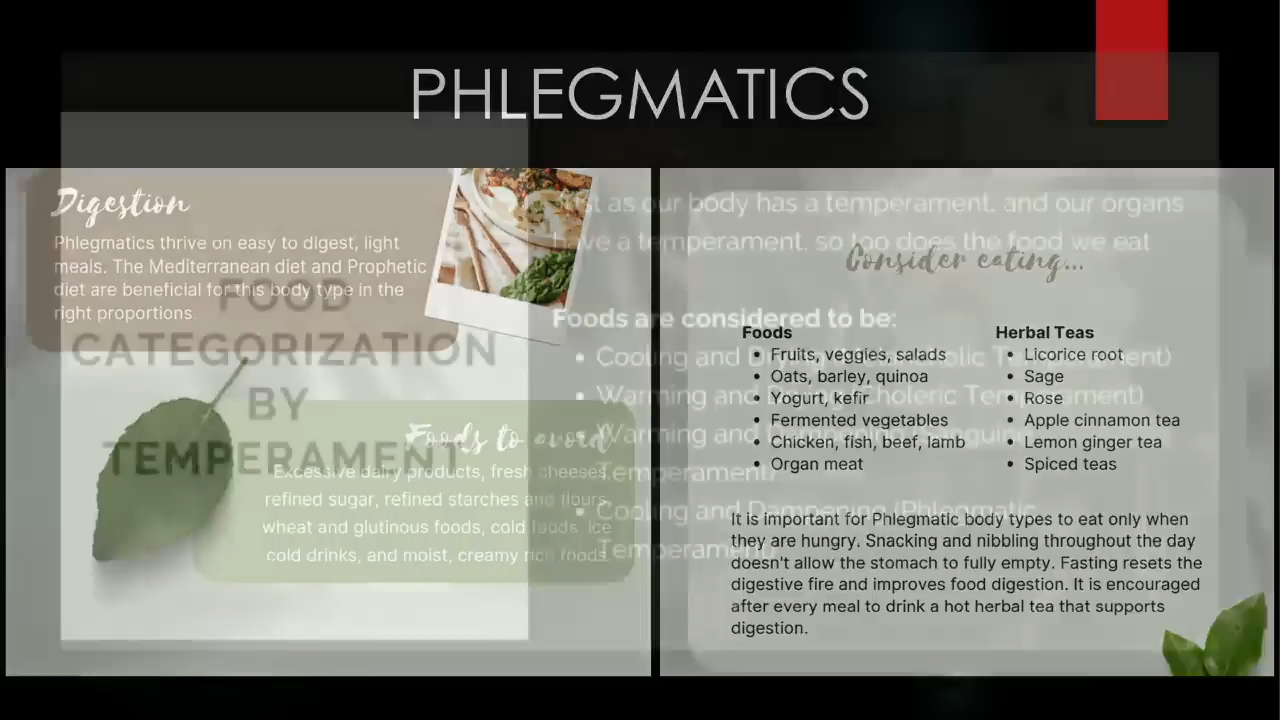 PHLEGMATICS
Digestion
Phlegmatics thrive on easy to digest, light
meals. The Mediterranean diet and Prophetic
diet are beneficial for this body type in the
right proportions
Foods to avoid
Excessive dairy products, fresh cheeses,
refined sugar, refined starches and flours,
wheat and glutinous foods, cold foods. Ice
cold drinks, and moist, creamy rich foods
Consider eating...
Foods
Fruits, veggies, salads
Oats, barley, quinoa
Yogurt, kefir
Fermented vegetables
Chicken, fish, beef, lamb
Organ meat
Herbal Teas
Licorice root
Sage
Rose
Apple cinnamon tea
Lemon ginger tea
Spiced teas
It is important for Phlegmatic body types to eat only when
they are hungry. Snacking and nibbling throughout the day
doesn't allow the stomach to fully empty. Fasting resets the
digestive fire and improves food digestion. It is encouraged
after every meal to drink a hot herbal tea that supports
digestion.
FOOD
CATEGORIZATION
BY
TEMPERAMENT
as our body has a temperament, and our organs
have a temperament, so too does the food we eat
Foods are considered to be:
Cooling and
Warming and
Warming and
Temperament)
Cooling and Dampening (Phlegmatic
Temperament)